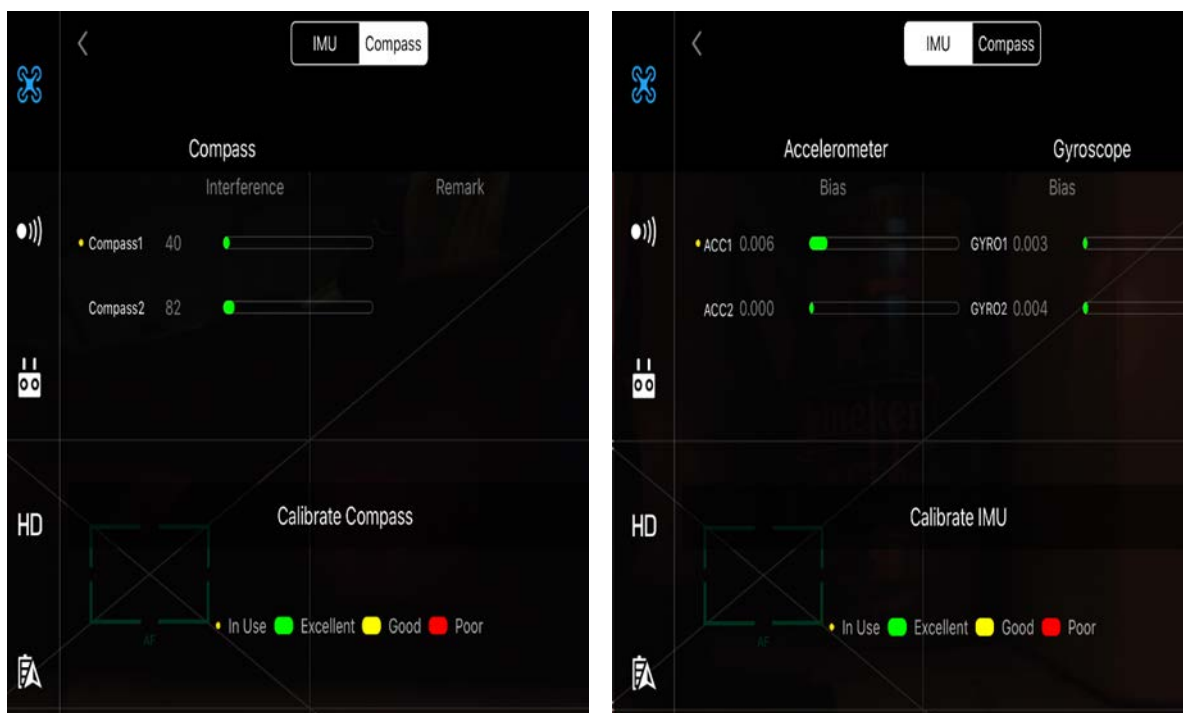 IMU Compass
Compass
Interference Remark
Compass1 40
Compass2 82
HD
Calibrate Compass
AF
In Use Excellent Good Poor
IMU Compass
Accelerometer Gyroscope
Bias Bias
ACC1 0.006 GYRO1 0.003
ACC2 0.000 GYRO2 0.004
HD
Calibrate IMU
AF
In Use Excellent Good Poor